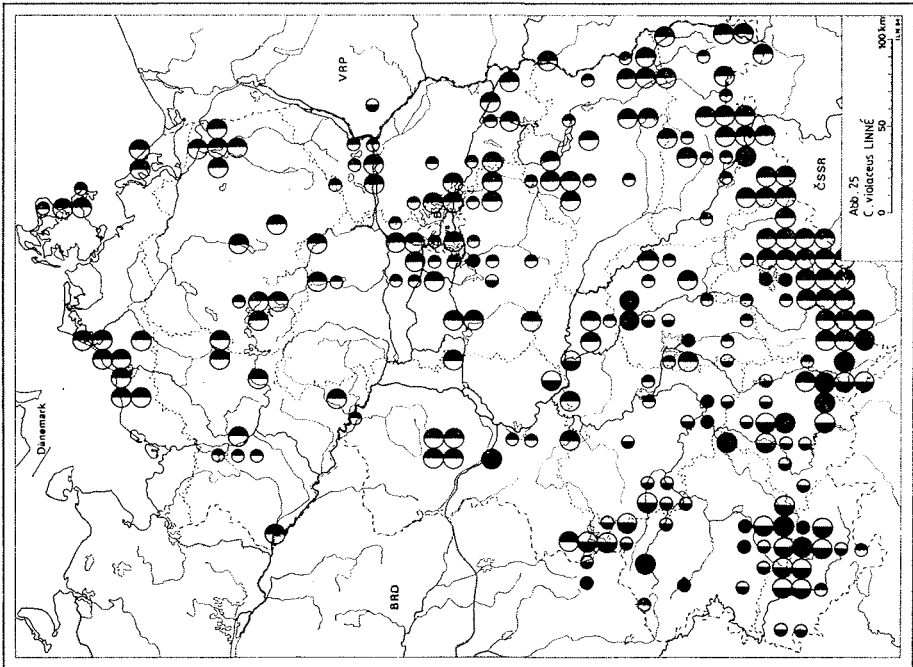 Dänemark
VRP
BRD
ČSSR
Abb. 25
C. violaceus LINNÉ
0 50 100 km